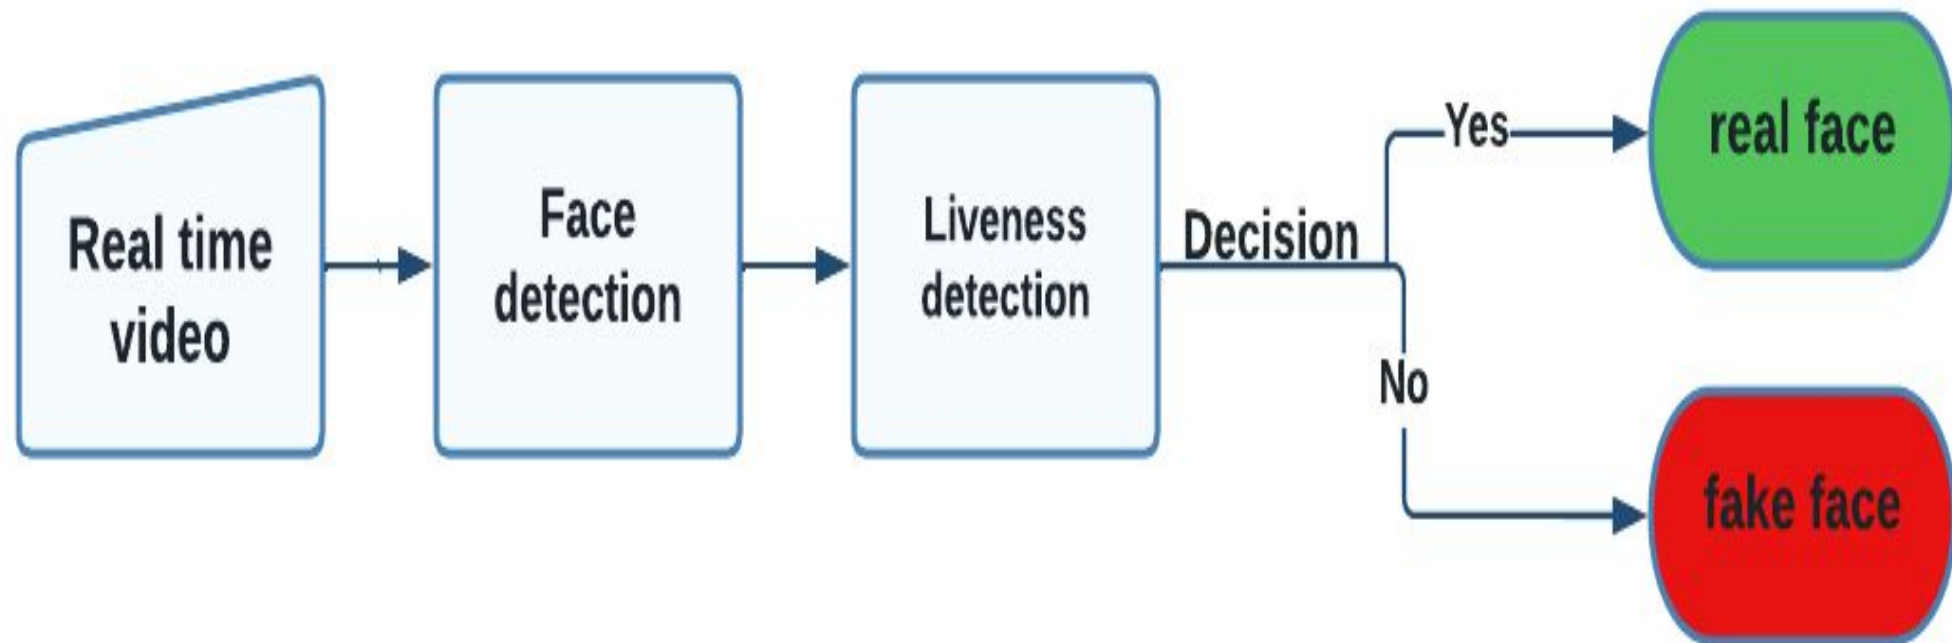 Real time
video
Face
detection
Liveness
detection
Decision
Yes
real face
No
fake face